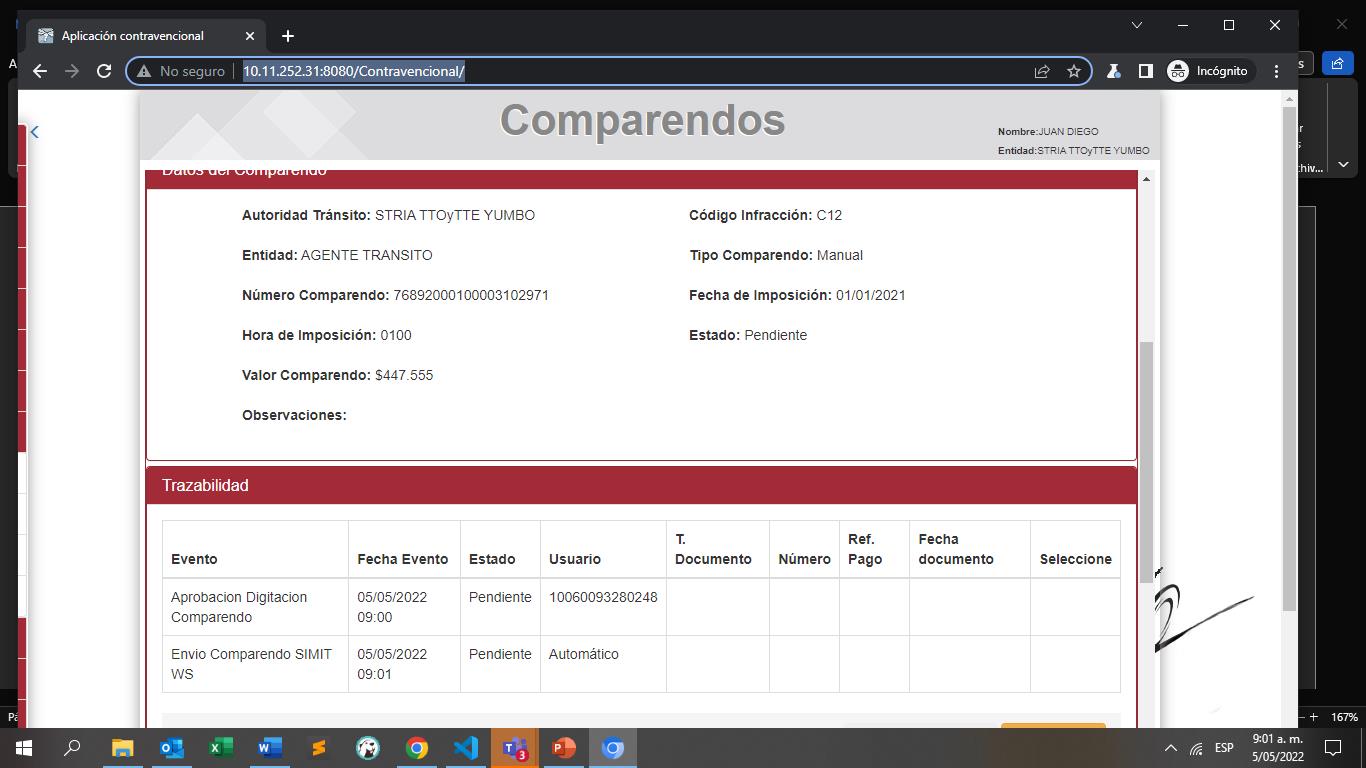 Aplicación contravencional
No seguro
10.11.252.31:8080/Contravencional/
Incógnito
Comparendos
Nombre:JUAN DIEGO
Entidad:STRIA TTOyTTE YUMBO
Datos del Comparendo
Autoridad Tránsito: STRIA TTOyTTE YUMBO
Código Infracción: C12
Entidad: AGENTE TRANSITO
Tipo Comparendo: Manual
Número Comparendo: 76892000100003102971
Fecha de Imposición: 01/01/2021
Hora de Imposición: 0100
Estado: Pendiente
Valor Comparendo: $447.555
Observaciones:
Trazabilidad
Evento Fecha Evento Estado Usuario T. Documento Número Ref. Pago Fecha documento Seleccione
Aprobacion Digitacion Comparendo 05/05/2022 09:00 Pendiente 10060093280248
Envio Comparendo SIMIT WS 05/05/2022 09:01 Pendiente Automático
167%
3
ESP
9:01 a. m.
5/05/2022